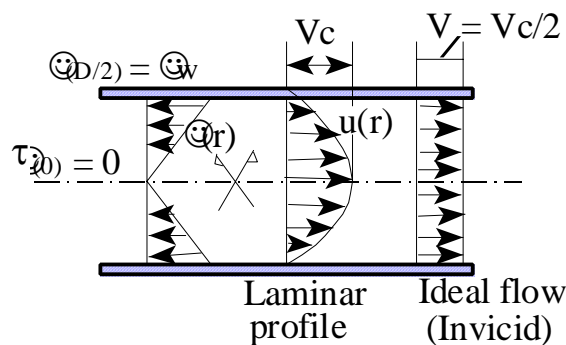 Vc
V = Vc/2
☺(D/2) = ☺w
☺(r)
u(r)
τ☺(0) = 0
Laminar
profile
Ideal flow
(Invicid)